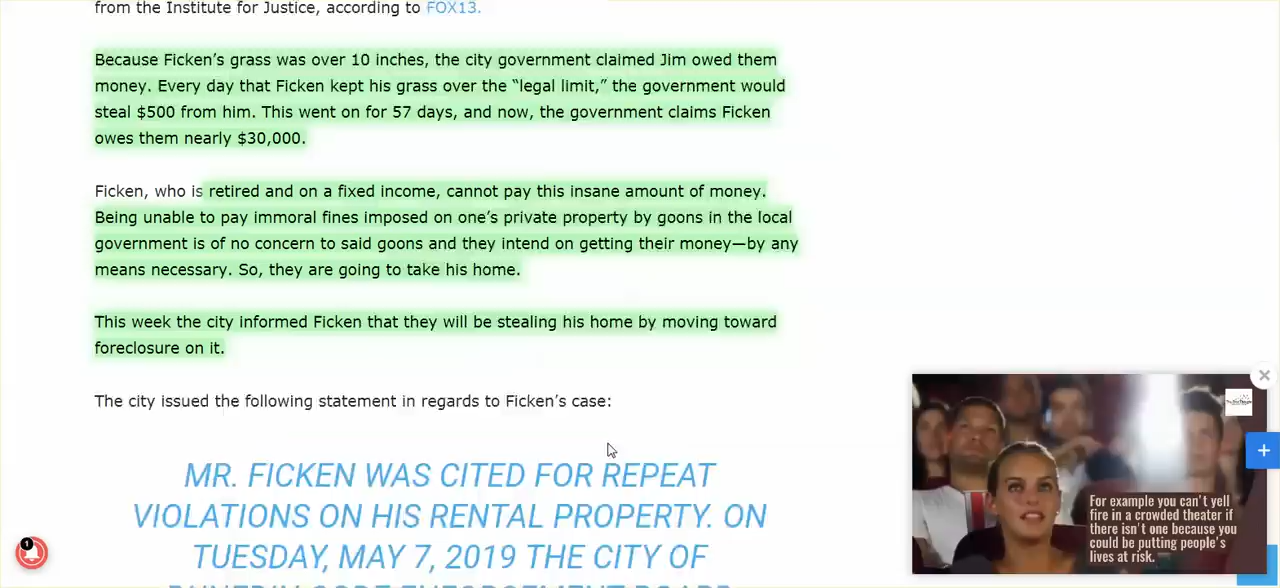 from the Institute for Justice, according to FOX13.
Because Ficken’s grass was over 10 inches, the city government claimed Jim owed them
money. Every day that Ficken kept his grass over the “legal limit,” the government would
steal $500 from him. This went on for 57 days, and now, the government claims Ficken
owes them nearly $30,000.
Ficken, who is retired and on a fixed income, cannot pay this insane amount of money.
Being unable to pay immoral fines imposed on one’s private property by goons in the local
government is of no concern to said goons and they intend on getting their money—by any
means necessary. So, they are going to take his home.
This week the city informed Ficken that they will be stealing his home by moving toward
foreclosure on it.
The city issued the following statement in regards to Ficken’s case:
MR. FICKEN WAS CITED FOR REPEAT
VIOLATIONS ON HIS RENTAL PROPERTY. ON
TUESDAY, MAY 7, 2019 THE CITY OF
For example you can't yell
fire in a crowded theater if
there isn't one because you
could be putting people's
lives at risk.
1